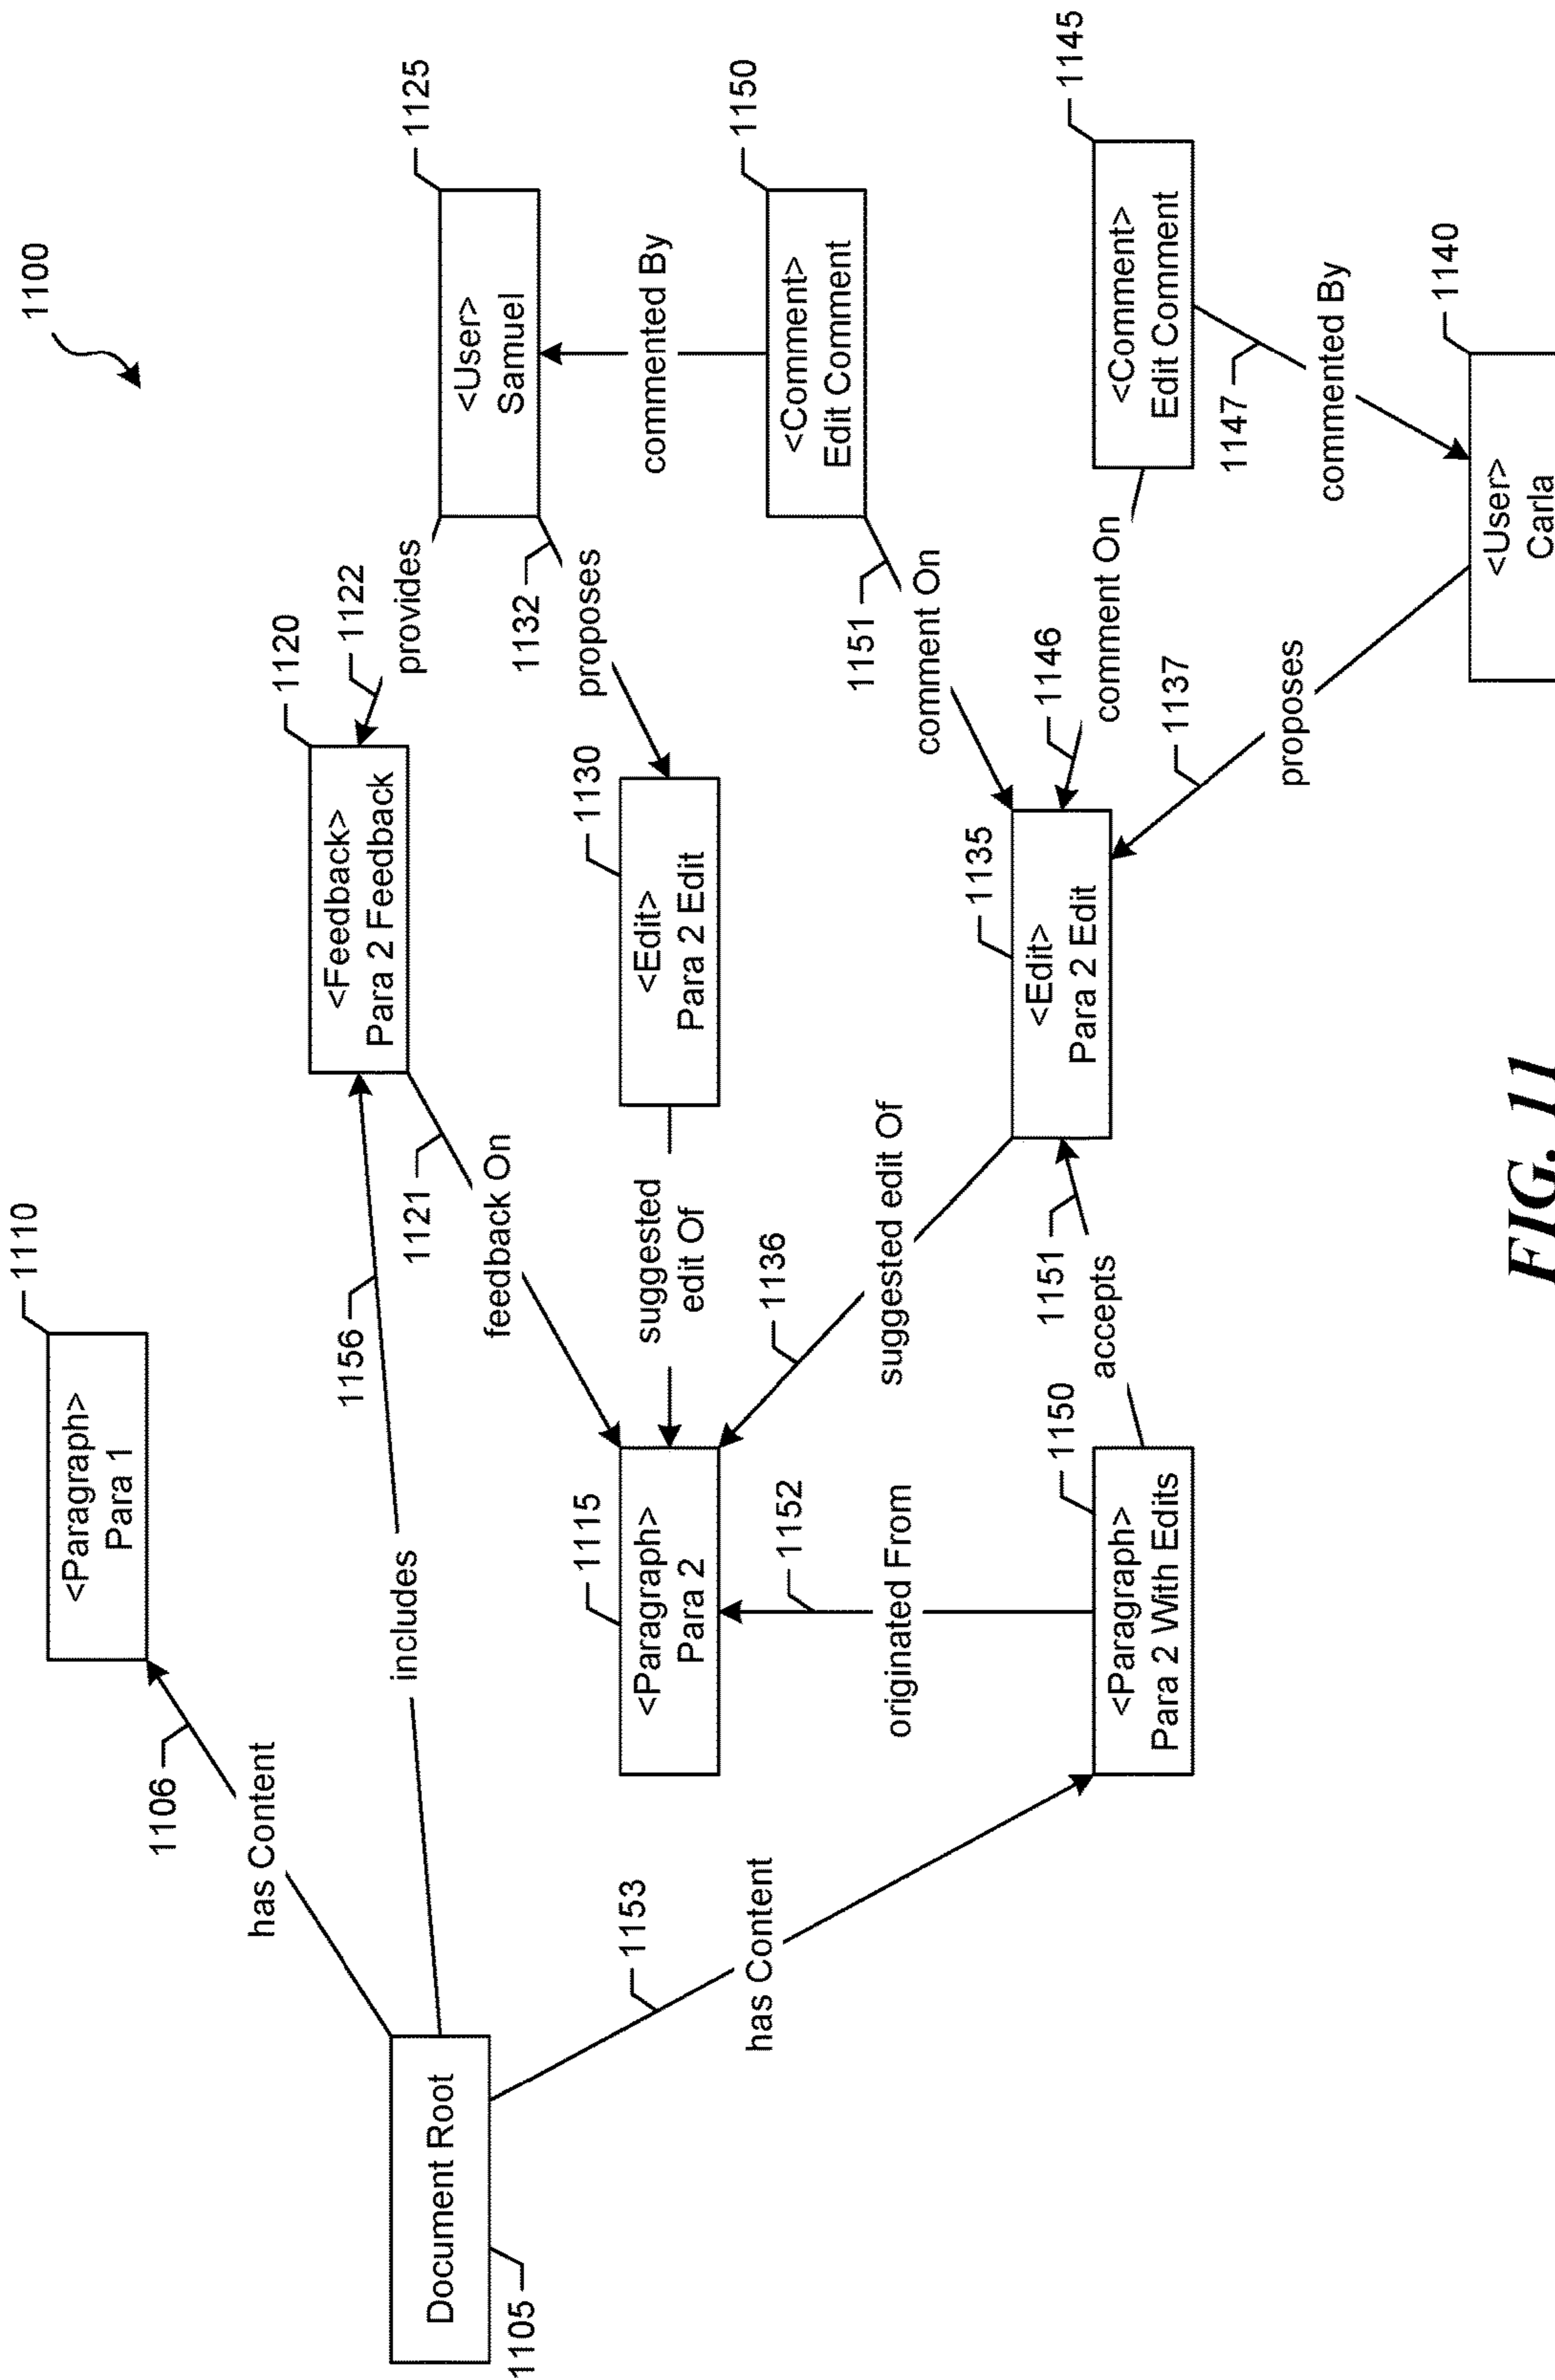 1100
<Paragraph>
Para 1
1110
1106
has Content
Document Root
1105
includes
1156
<Feedback>
Para 2 Feedback
1120
1122
provides
<User>
Samuel
1125
1121
feedback On
1132
proposes
<Edit>
Para 2 Edit
1130
suggested
edit Of
commented By
<Comment>
Edit Comment
1150
1115
<Paragraph>
Para 2
1151
comment On
1153
has Content
1152
originated From
1136
suggested edit Of
<Edit>
Para 2 Edit
1135
1146
comment On
<Comment>
Edit Comment
1145
<Paragraph>
Para 2 With Edits
1150
1151
accepts
1137
proposes
1147
commented By
<User>
Carla
1140
FIG. 11